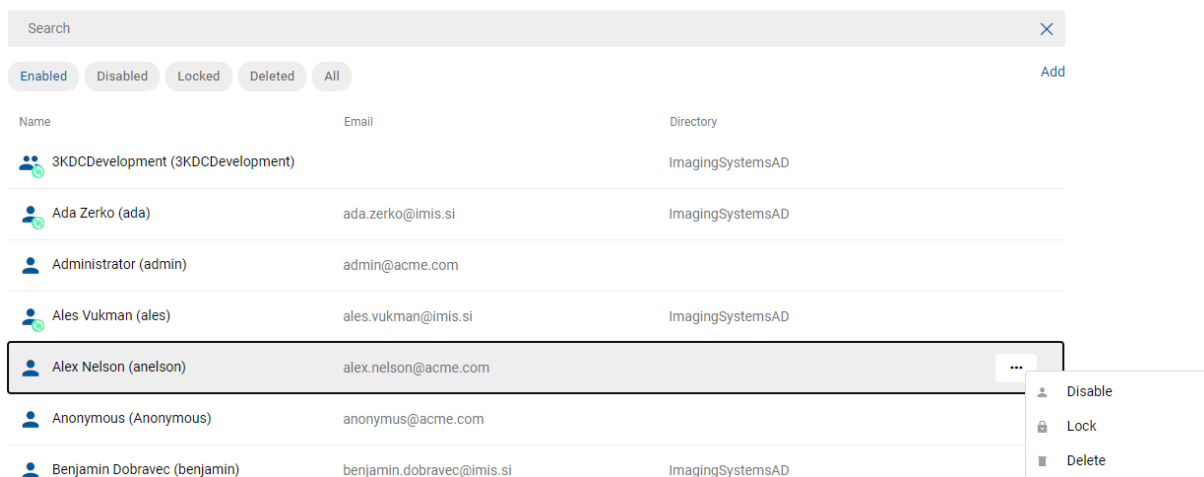 Search
Enabled Disabled Locked Deleted All Add
Name Email Directory
3KDCDevelopment (3KDCDevelopment) ImagingSystemsAD
Ada Zerko (ada) ada.zerko@imis.si ImagingSystemsAD
Administrator (admin) admin@acme.com
Ales Vukman (ales) ales.vukman@imis.si ImagingSystemsAD
Alex Nelson (anelson) alex.nelson@acme.com
Disable
Anonymous (Anonymous) anonymus@acme.com
Lock
Delete
Benjamin Dobravec (benjamin) benjamin.dobravec@imis.si ImagingSystemsAD